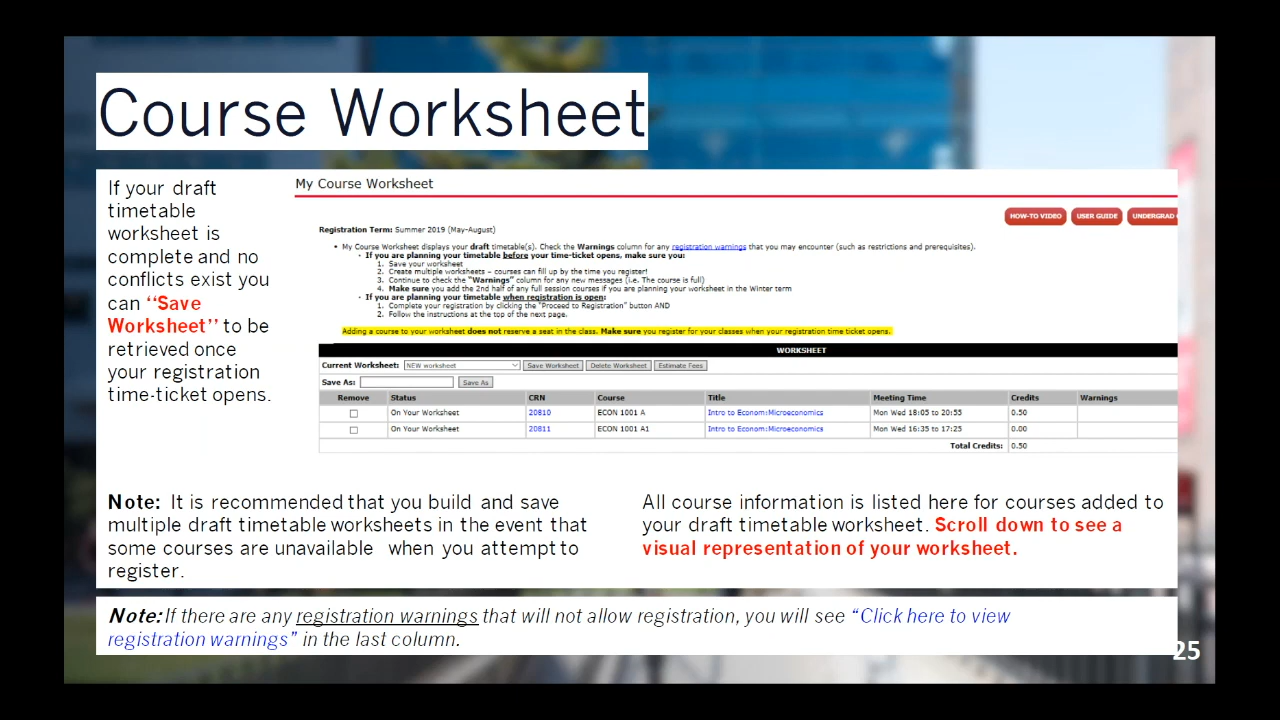 Course Worksheet
If your draft
timetable
worksheet is
complete and no
conflicts exist you
can “Save
Worksheet” to be
retrieved once
your registration
time-ticket opens.
My Course Worksheet
HOW-TO VIDEO USER GUIDE UNDERGRAD
Registration Term: Summer 2019 (May-August)
• My Course Worksheet displays your draft timetable(s). Check the Warnings column for any registration warnings that you may encounter (such as restrictions and prerequisites).
• If you are planning your timetable before your time-ticket opens, make sure you:
1. Save your worksheet
2. Create multiple worksheets – courses can fill up by the time you register!
3. Continue to check the "Warnings" column for any new messages (i.e. The course is full)
4. Make sure you add the 2nd half of any full session courses if you are planning your worksheet in the Winter term
• If you are planning your timetable when registration is open:
1. Complete your registration by clicking the "Proceed to Registration" button AND
2. Follow the instructions at the top of the next page.
Adding a course to your worksheet does not reserve a seat in the class. Make sure you register for your classes when your registration time ticket opens.
WORKSHEET
Current Worksheet: NEW worksheet Save Worksheet Delete Worksheet Estimate Fees
Save As: Save As
Remove Status CRN Course Title Meeting Time Credits Warnings
On Your Worksheet 20810 ECON 1001 A Intro to Econom:Microeconomics Mon Wed 18:05 to 20:55 0.50
On Your Worksheet 20811 ECON 1001 A1 Intro to Econom:Microeconomics Mon Wed 16:35 to 17:25 0.00
Total Credits: 0.50
Note: It is recommended that you build and save
multiple draft timetable worksheets in the event that
some courses are unavailable when you attempt to
register.
All course information is listed here for courses added to
your draft timetable worksheet. Scroll down to see a
visual representation of your worksheet.
Note: If there are any registration warnings that will not allow registration, you will see “Click here to view
registration warnings” in the last column.
25